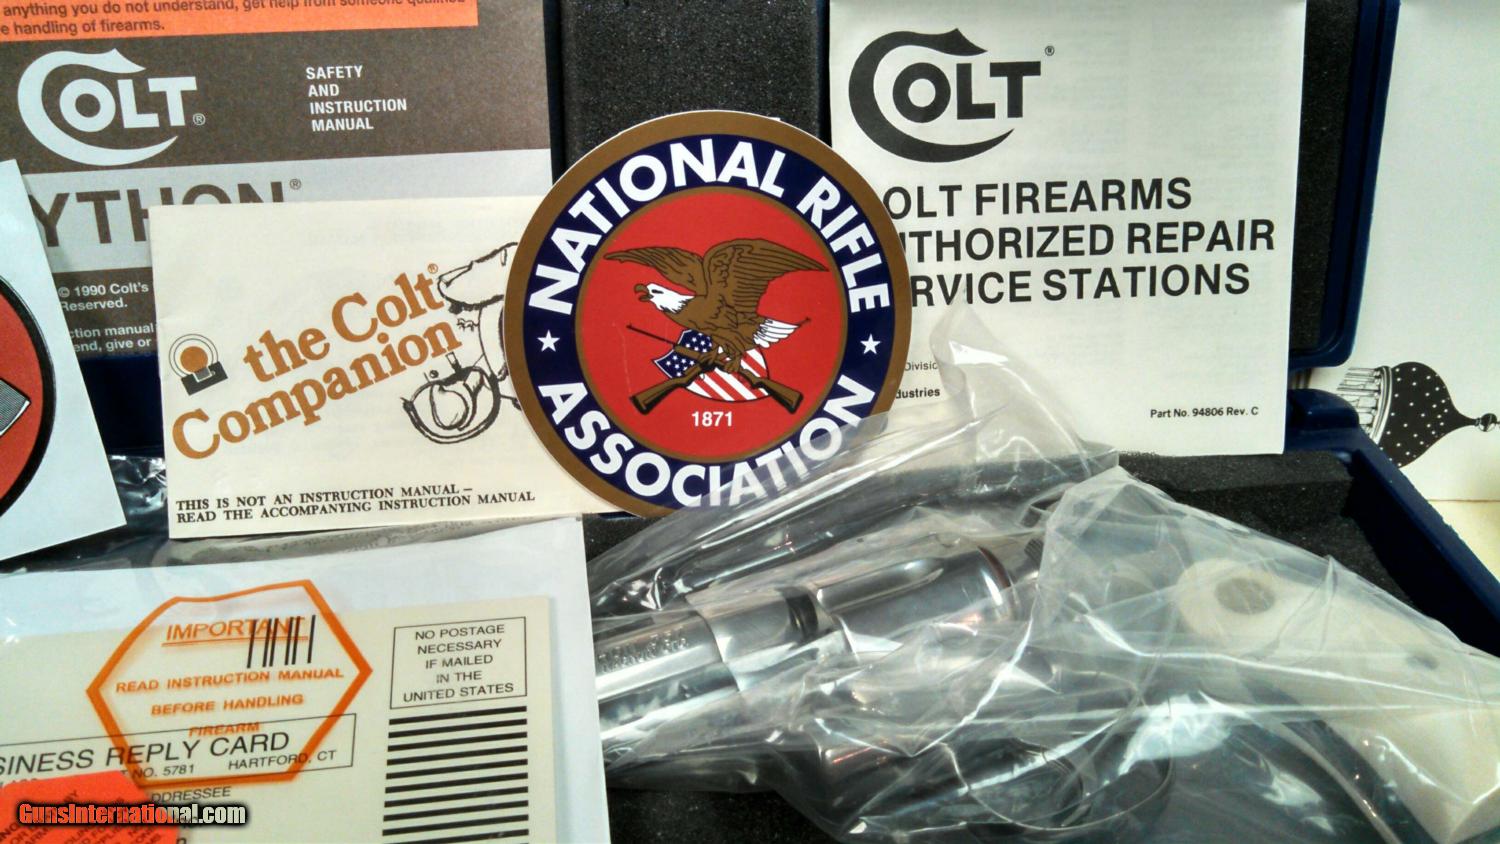 anything you do not understand, get help from someone qualified
e handling of firearms.
COLT®
SAFETY
AND
INSTRUCTION
MANUAL
YTHON®
© 1990 Colt's
Reserved.
ction manual
end, give or
the Colt®
Companion
THIS IS NOT AN INSTRUCTION MANUAL –
READ THE ACCOMPANYING INSTRUCTION MANUAL
NATIONAL RIFLE
ASSOCIATION
1871
COLT®
OLT FIREARMS
UTHORIZED REPAIR
ERVICE STATIONS
Divisic
dustries
Part No. 94806 Rev. C
IMPORTANT
READ INSTRUCTION MANUAL
BEFORE HANDLING
FIREARM
NO POSTAGE
NECESSARY
IF MAILED
IN THE
UNITED STATES
SINESS REPLY CARD
NO. 5781 HARTFORD, CT
DDRESSEE
GunsInternational.com